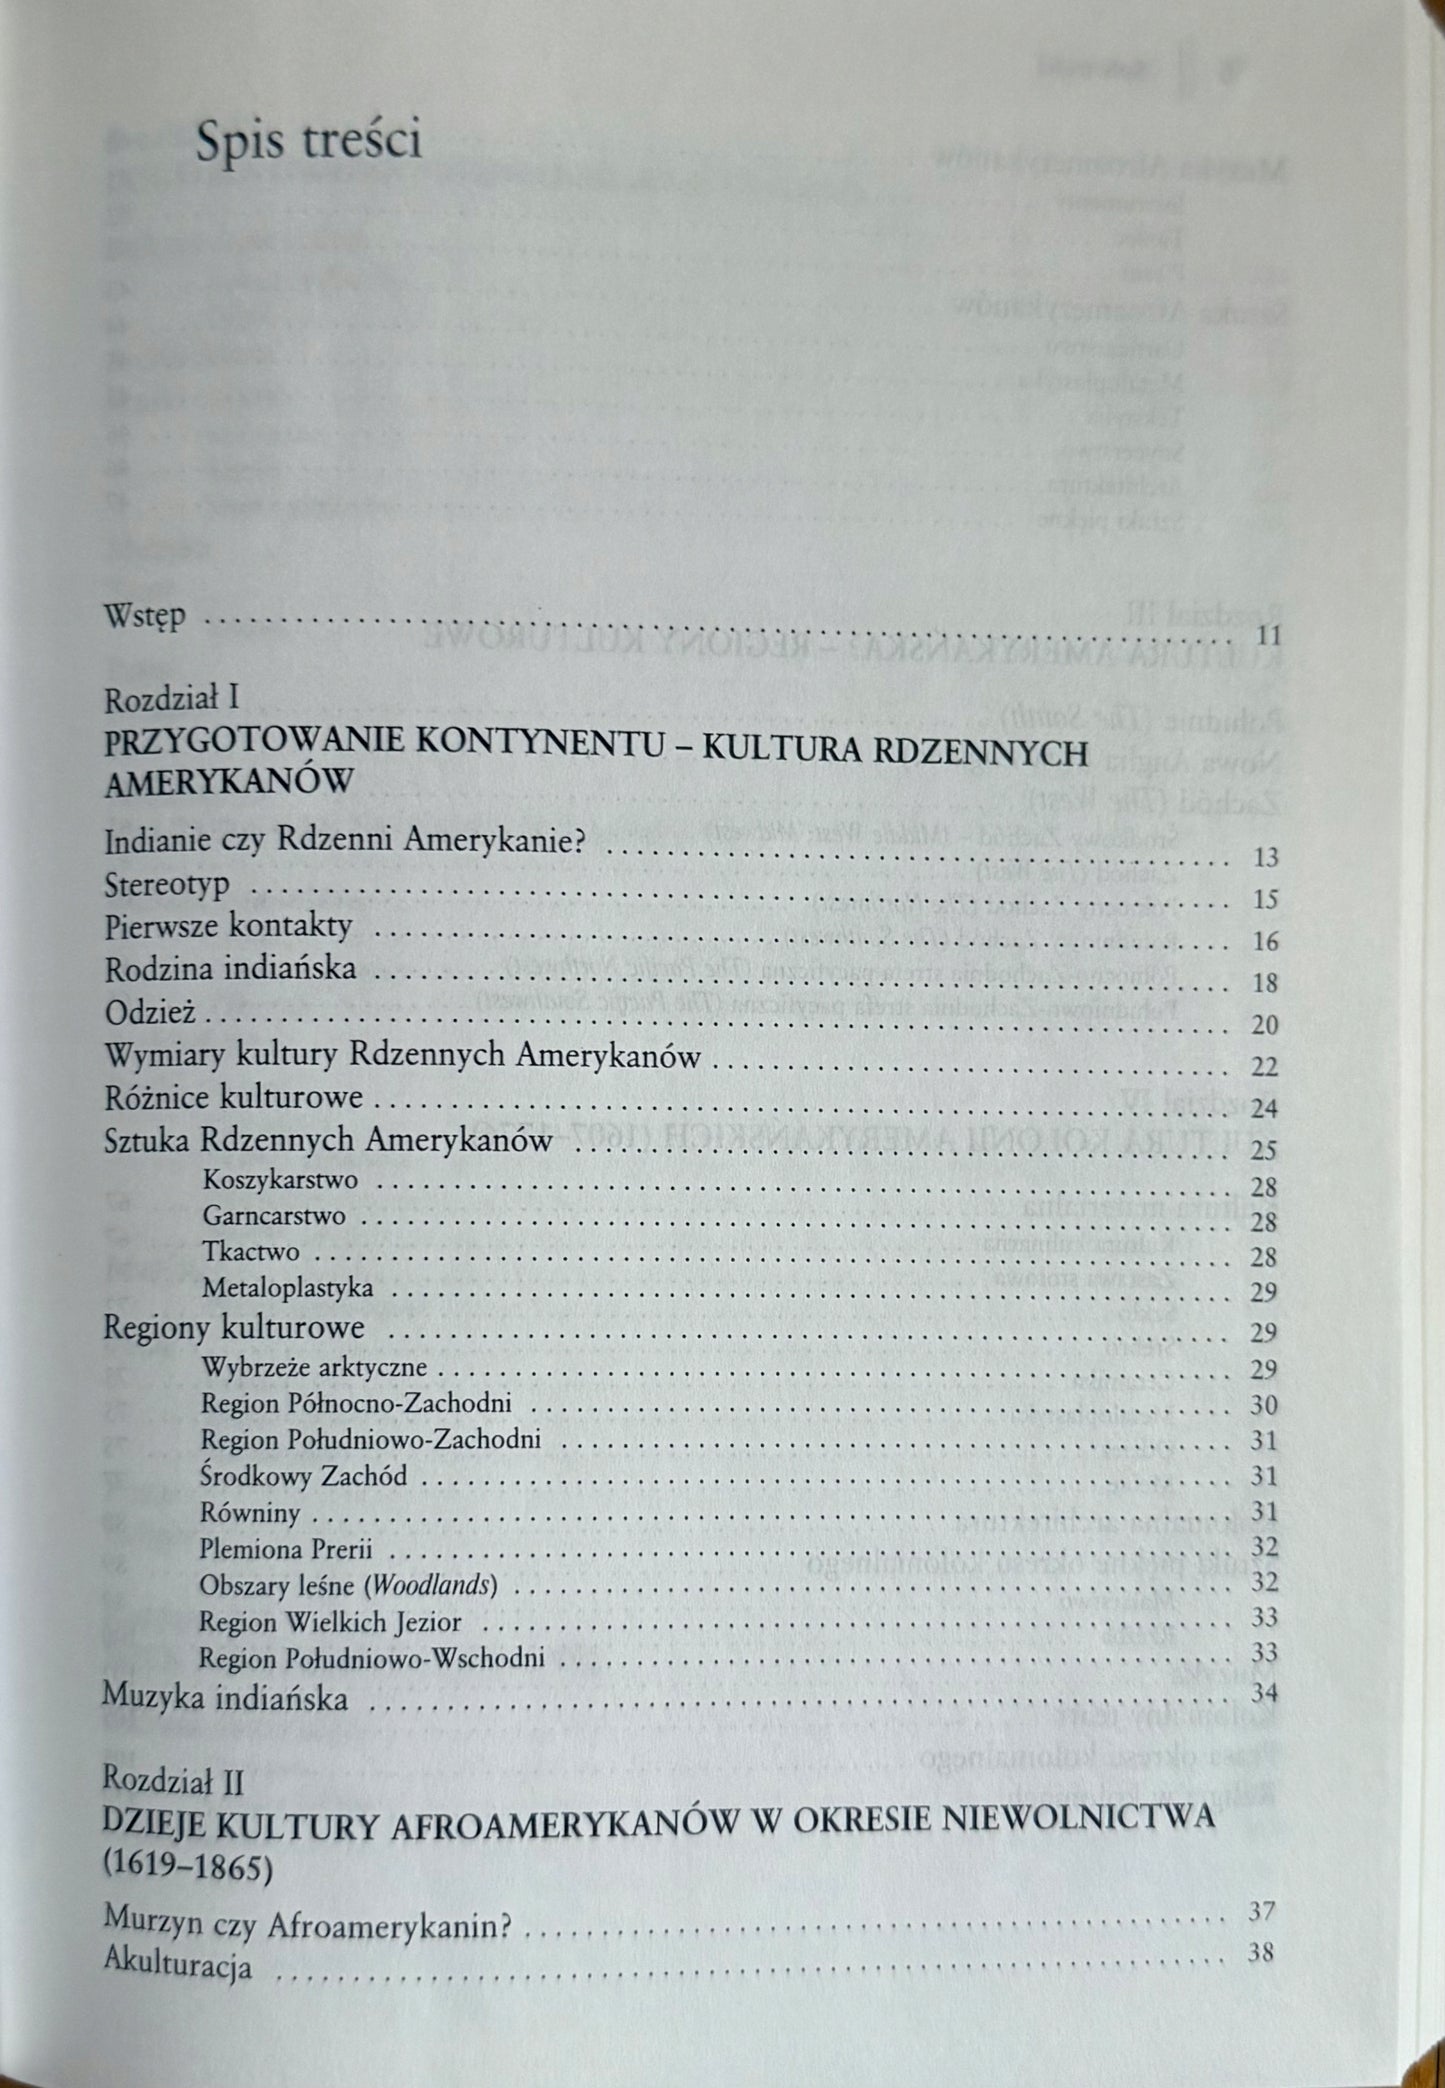 Spis treści
Wstęp . . . . . . . . . . . . . . . . . . . . . . . . . . . . . . 11
Rozdział I
PRZYGOTOWANIE KONTYNENTU – KULTURA RDZENNYCH
AMERYKANÓW
Indianie czy Rdzenni Amerykanie? . . . . . . . . . . . . . . . 13
Stereotyp . . . . . . . . . . . . . . . 15
Pierwsze kontakty . . . . . . . . . . . . . . . 16
Rodzina indiańska . . . . . . . . . . . . . . . 18
Odzież . . . . . . . . . . . . . . . 20
Wymiary kultury Rdzennych Amerykanów . . . . . . . . . . . . . . . 22
Różnice kulturowe . . . . . . . . . . . . . . . 24
Sztuka Rdzennych Amerykanów . . . . . . . . . . . . . . . 25
Koszykarstwo . . . . . . . . . . . . . . . 28
Garncarstwo . . . . . . . . . . . . . . . 28
Tkactwo . . . . . . . . . . . . . . . 28
Metaloplastyka . . . . . . . . . . . . . . . 29
Regiony kulturowe . . . . . . . . . . . . . . . 29
Wybrzeże arktyczne . . . . . . . . . . . . . . . 29
Region Północno-Zachodni . . . . . . . . . . . . . . . 30
Region Południowo-Zachodni . . . . . . . . . . . . . . . 31
Środkowy Zachód . . . . . . . . . . . . . . . 31
Równiny . . . . . . . . . . . . . . . 31
Plemiona Prerii . . . . . . . . . . . . . . . 32
Obszary leśne (Woodlands) . . . . . . . . . . . . . . . 32
Region Wielkich Jezior . . . . . . . . . . . . . . . 33
Region Południowo-Wschodni . . . . . . . . . . . . . . . 33
Muzyka indiańska . . . . . . . . . . . . . . . 34
Rozdział II
DZIEJE KULTURY AFROAMERYKANÓW W OKRESIE NIEWOLNICTWA
(1619–1865)
Murzyn czy Afroamerykanin? . . . . . . . . . . . . . . . 37
Akulturacja . . . . . . . . . . . . . . . 38